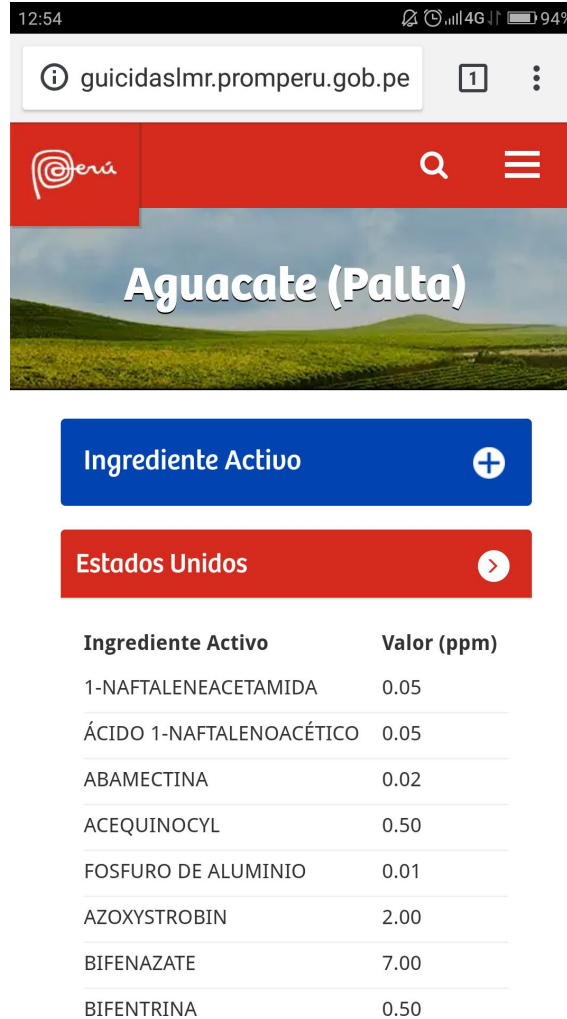 12:54
4G 94%
guicidaslmr.promperu.gob.pe
1
Perú
Aguacate (Palta)
Ingrediente Activo
Estados Unidos
Ingrediente Activo Valor (ppm)
1-NAFTALENEACETAMIDA 0.05
ÁCIDO 1-NAFTALENOACÉTICO 0.05
ABAMECTINA 0.02
ACEQUINOCYL 0.50
FOSFURO DE ALUMINIO 0.01
AZOXYSTROBIN 2.00
BIFENAZATE 7.00
BIFENTRINA 0.50